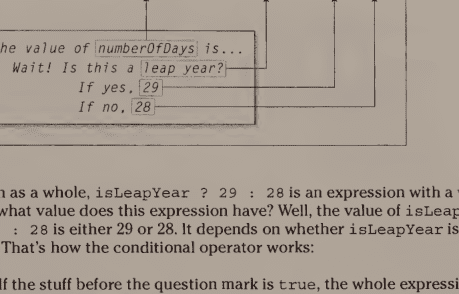 he value of numberOfDays is...
Wait! Is this a leap year?
If yes, 29
If no, 28
n as a whole, isLeapYear ? 29 : 28 is an expression with a
what value does this expression have? Well, the value of isLeap
: 28 is either 29 or 28. It depends on whether isLeapYear is
That's how the conditional operator works:
If the stuff before the question mark is true, the whole expressi